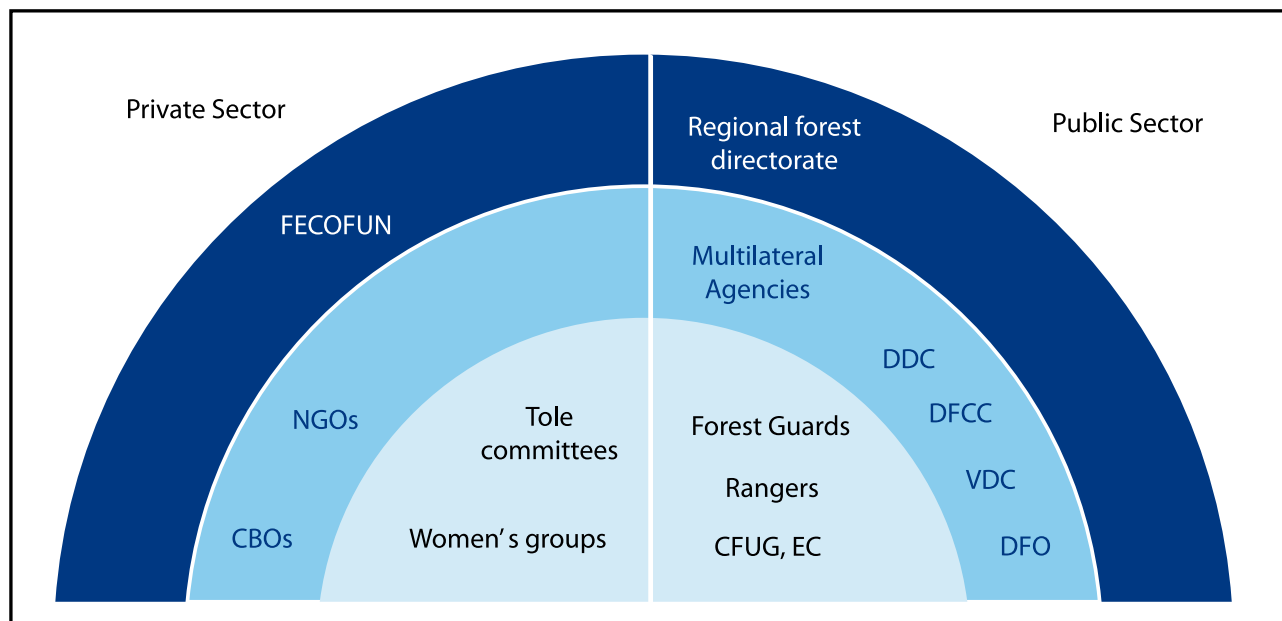 Private Sector
Public Sector
Regional forest
directorate
FECOFUN
Multilateral
Agencies
DDC
DFCC
VDC
DFO
NGOs
CBOs
Tole
committees
Women's groups
Forest Guards
Rangers
CFUG, EC